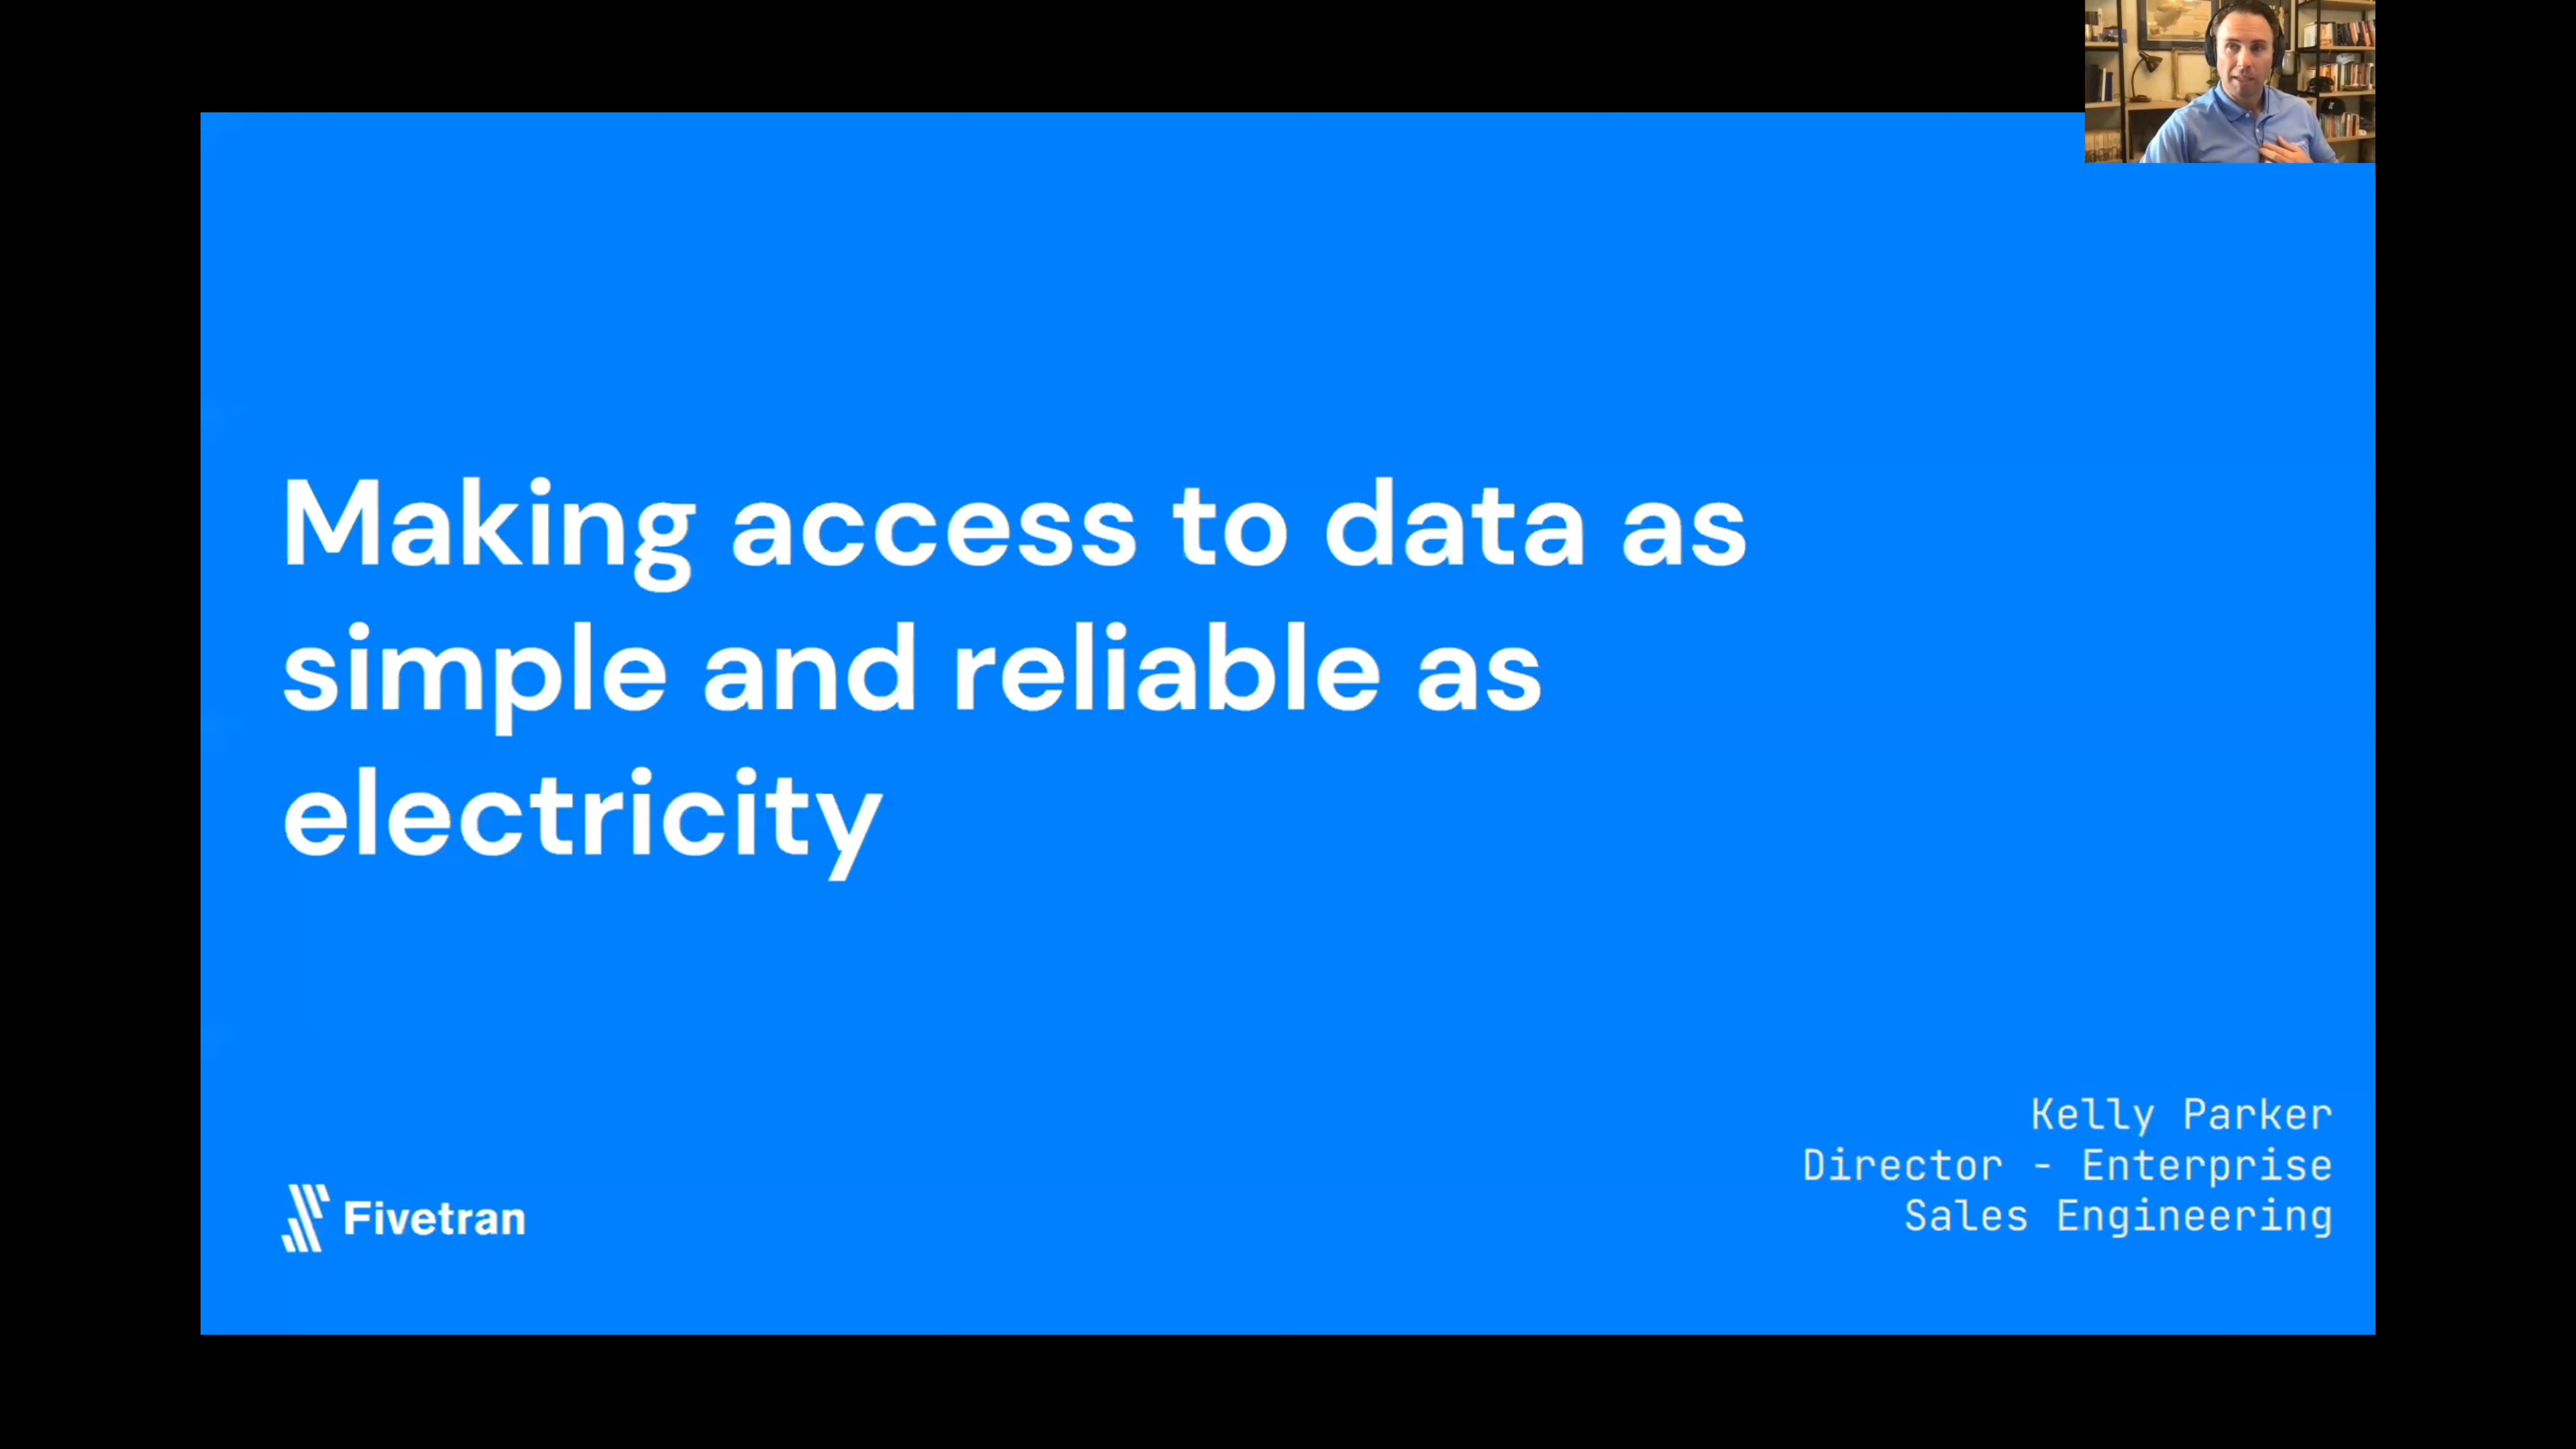 Making access to data as
simple and reliable as
electricity
Fivetran
Kelly Parker
Director - Enterprise
Sales Engineering